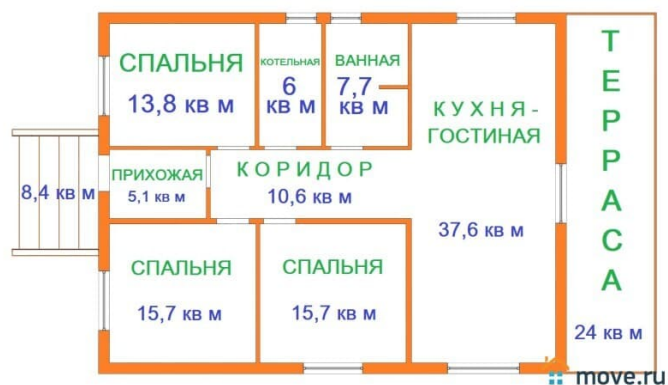 СПАЛЬНЯ
13,8 кв м
КОТЕЛЬНАЯ
6
кв м
ВАННАЯ
7,7
кв м
КУХНЯ-
ГОСТИНАЯ
37,6 кв м
ТЕРРАСА
24 кв м
8,4 кв м
ПРИХОЖАЯ
5,1 кв м
КОРИДОР
10,6 кв м
СПАЛЬНЯ
15,7 кв м
СПАЛЬНЯ
15,7 кв м
move.ru